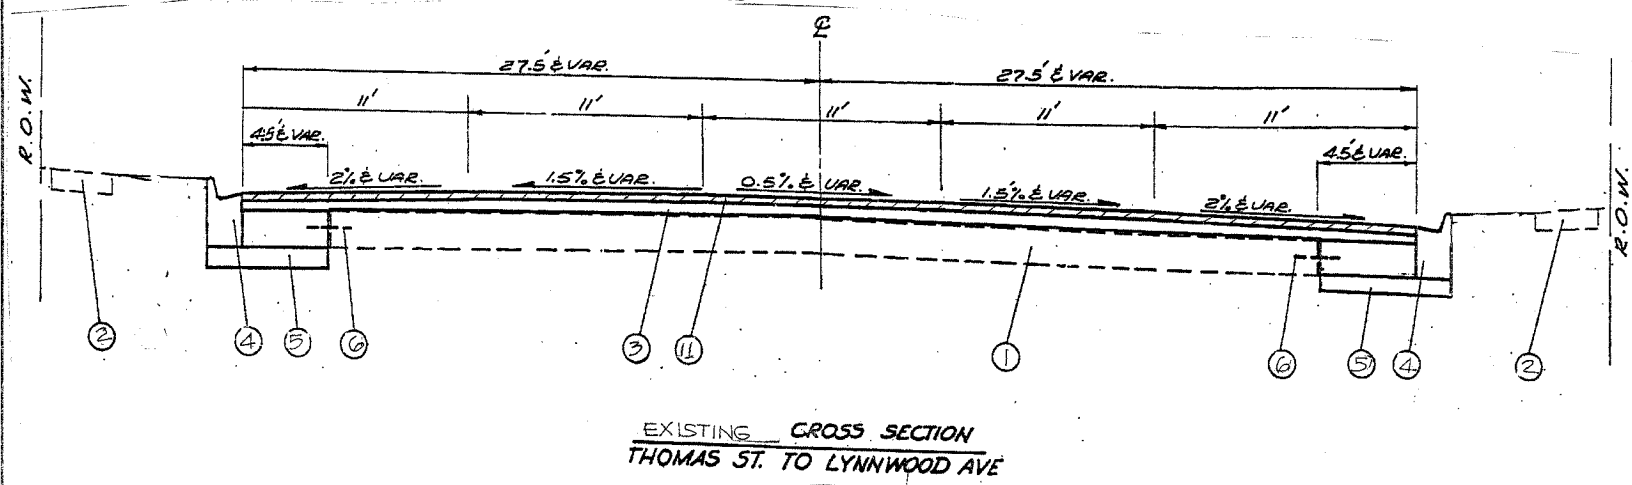 ℄
27.5' & VAR.
27.5' & VAR.
11'
11'
11'
11'
11'
4.5' & VAR.
4.5' & VAR.
R.O.W.
R.O.W.
2% & VAR.
1.5% & VAR.
0.5% & VAR.
1.5% & VAR.
2% & VAR.
2
4
5
6
3
11
1
6
5
4
2
EXISTING CROSS SECTION
THOMAS ST. TO LYNNWOOD AVE